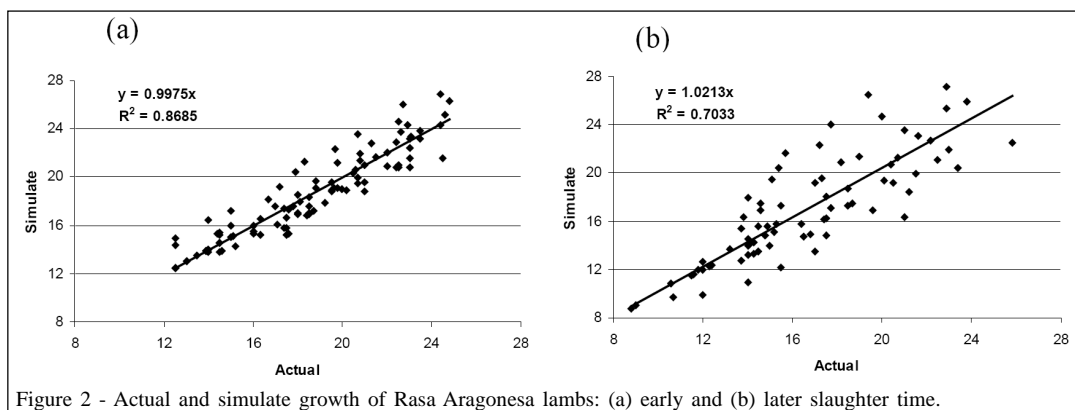 (a)
y = 0.9975x
R² = 0.8685
Simulate
28
24
20
16
12
8
8
12
16
20
24
28
Actual
(b)
y = 1.0213x
R² = 0.7033
Simulate
28
24
20
16
12
8
8
12
16
20
24
28
Actual
Figure 2 - Actual and simulate growth of Rasa Aragonesa lambs: (a) early and (b) later slaughter time.